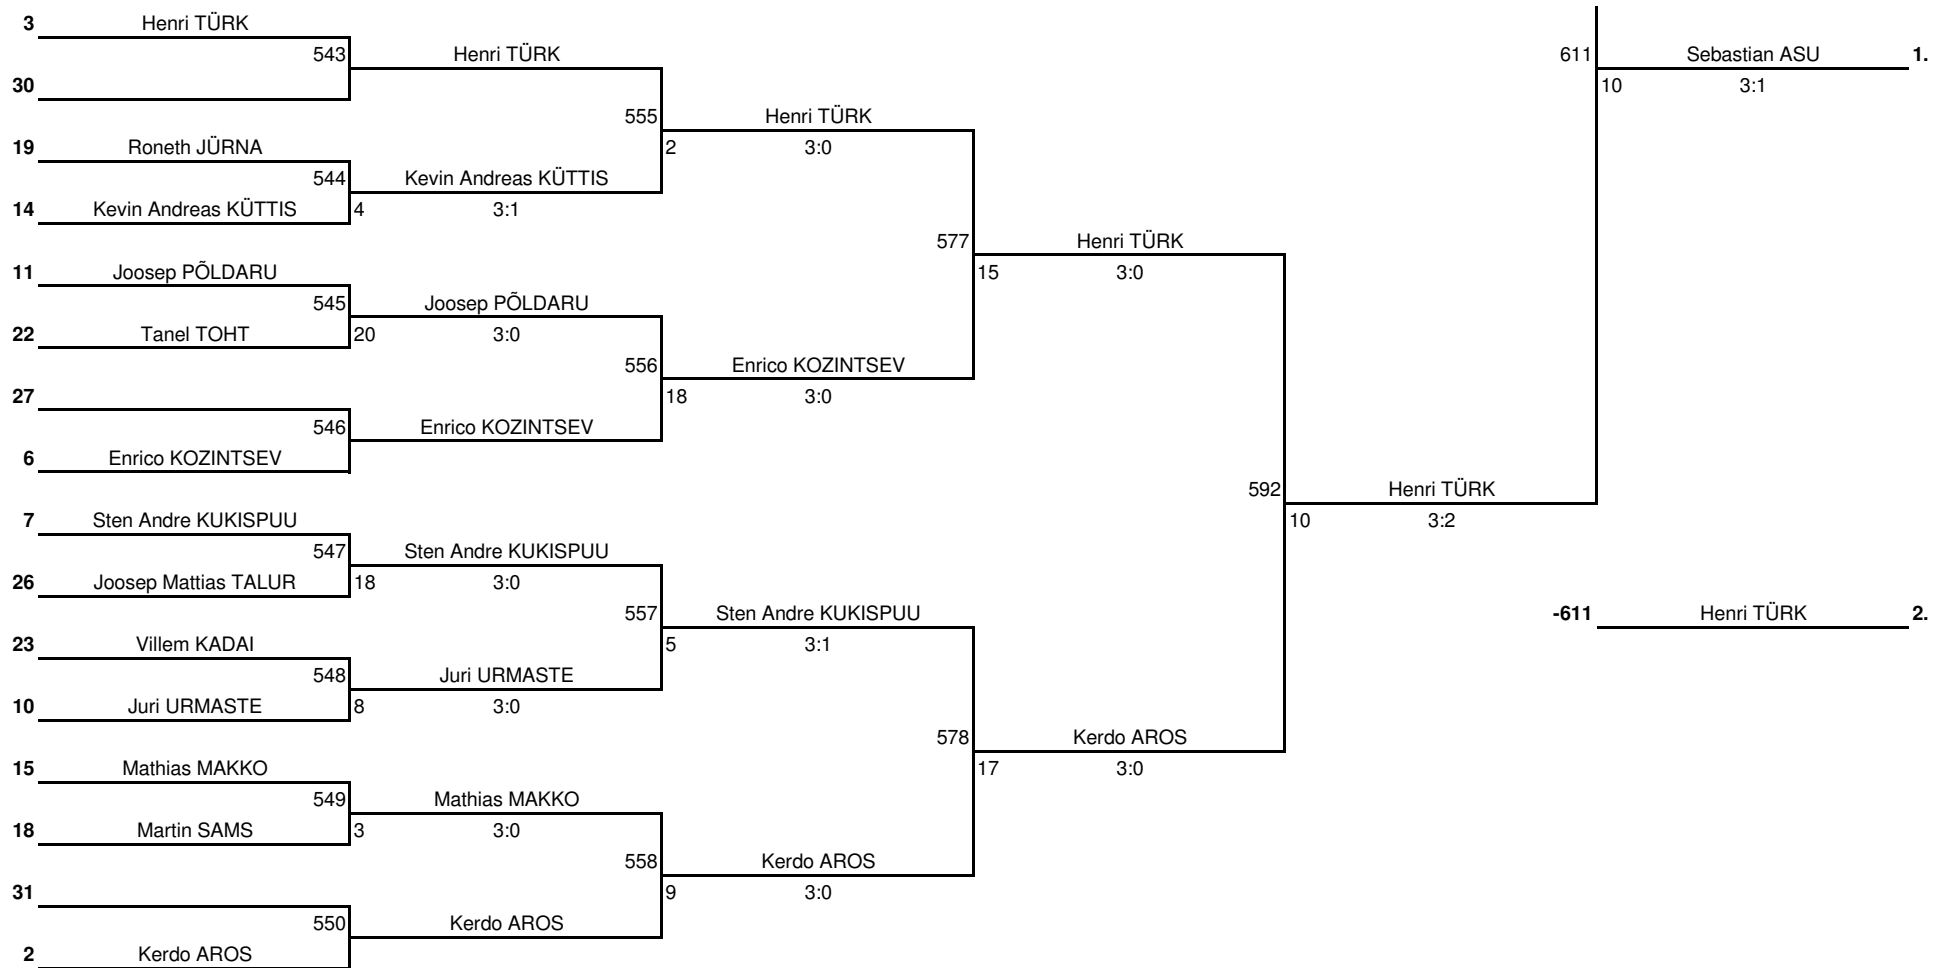 3 Henri TÜRK
543 Henri TÜRK 611 Sebastian ASU 1.
30 10 3:1
555 Henri TÜRK
19 Roneth JÜRNA 2 3:0
544 Kevin Andreas KÜTTIS
14 Kevin Andreas KÜTTIS 4 3:1
577 Henri TÜRK
11 Joosep PÕLDARU 15 3:0
545 Joosep PÕLDARU
22 Tanel TOHT 20 3:0
556 Enrico KOZINTSEV
27 18 3:0
546 Enrico KOZINTSEV
6 Enrico KOZINTSEV
592 Henri TÜRK
7 Sten Andre KUKISPUU 10 3:2
547 Sten Andre KUKISPUU
26 Joosep Mattias TALUR 18 3:0
557 Sten Andre KUKISPUU -611 Henri TÜRK 2.
23 Villem KADAI 5 3:1
548 Juri URMASTE
10 Juri URMASTE 8 3:0
578 Kerdo AROS
15 Mathias MAKKO 17 3:0
549 Mathias MAKKO
18 Martin SAMS 3 3:0
558 Kerdo AROS
31 9 3:0
550 Kerdo AROS
2 Kerdo AROS